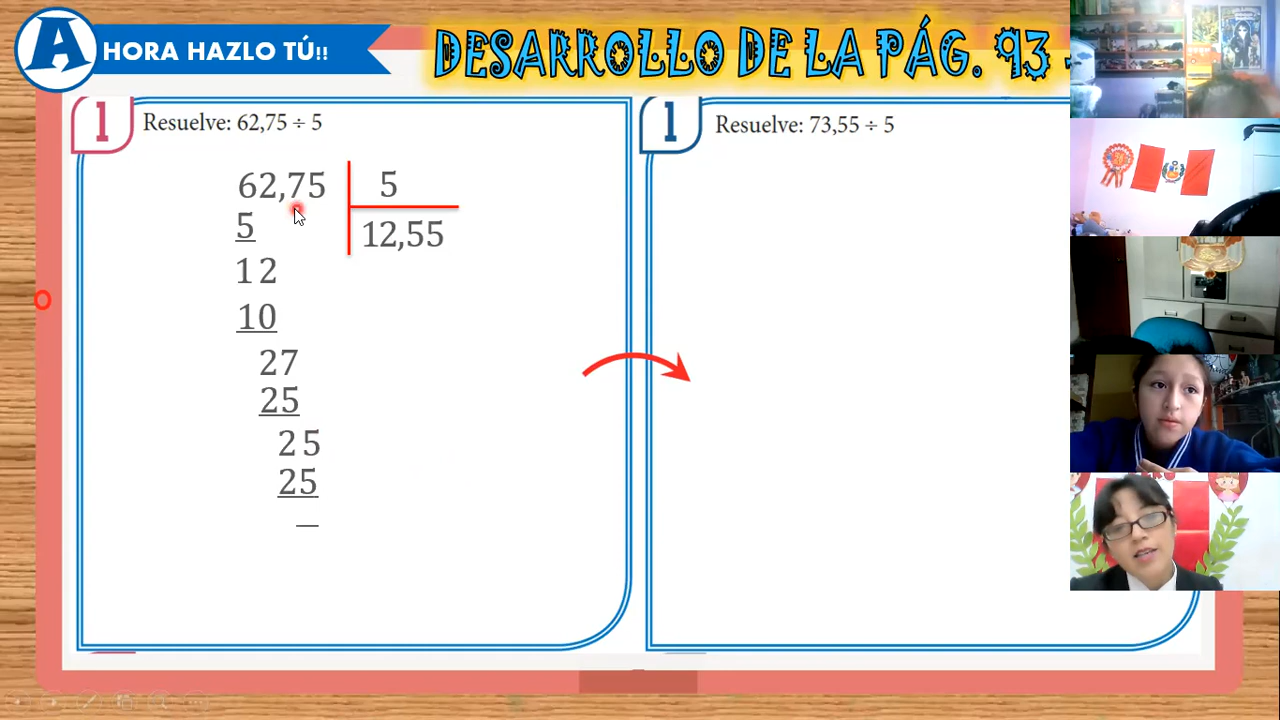 AHORA HAZLO TÚ!!
DESARROLLO DE LA PÁG. 93
1 Resuelve: 62,75 ÷ 5
62,75 5
5 12,55
12
10
27
25
25
25
1 Resuelve: 73,55 ÷ 5